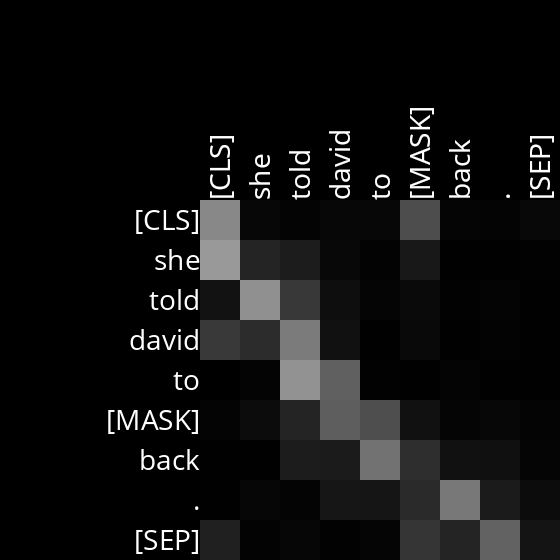 [CLS] she told david to [MASK] back . [SEP]
[CLS]
she
told
david
to
[MASK]
back
.
[SEP]